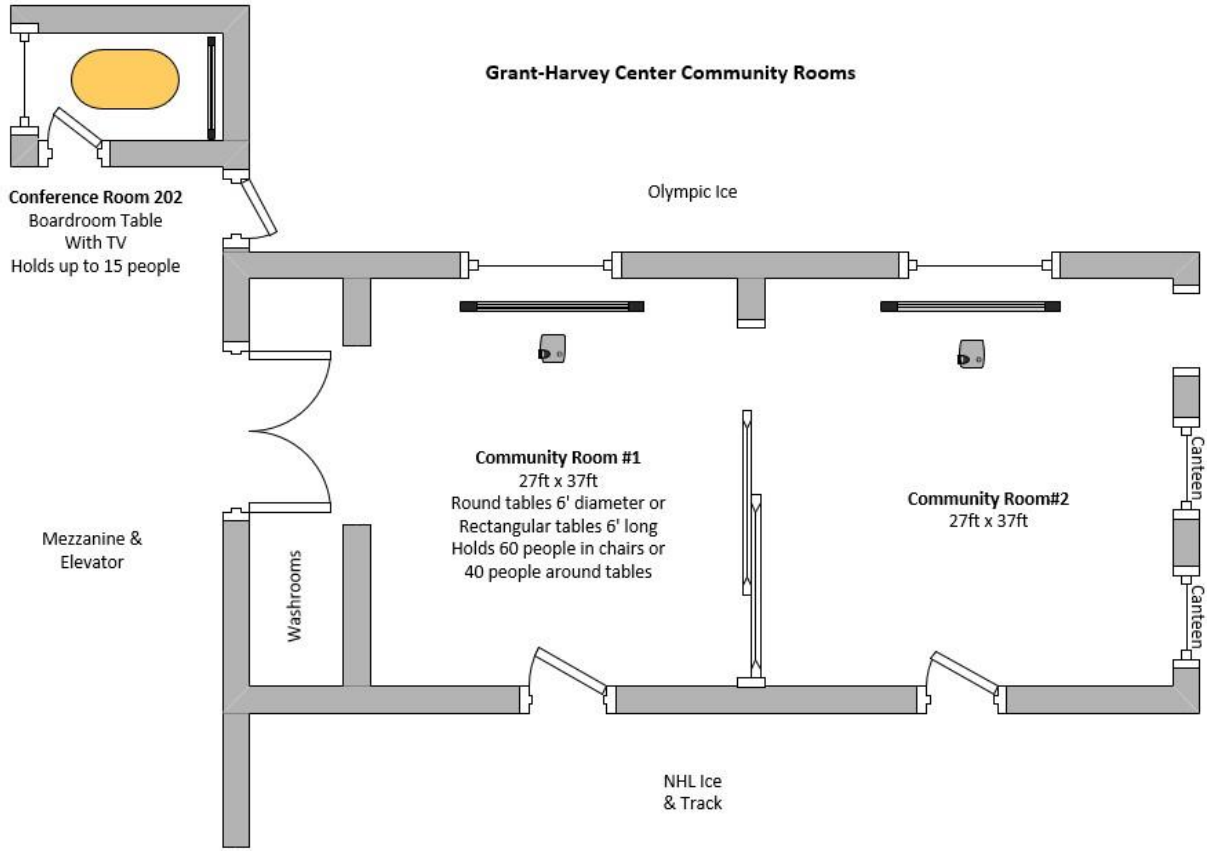 Grant-Harvey Center Community Rooms
Conference Room 202
Boardroom Table
With TV
Holds up to 15 people
Olympic Ice
Community Room #1
27ft x 37ft
Round tables 6' diameter or
Rectangular tables 6' long
Holds 60 people in chairs or
40 people around tables
Community Room#2
27ft x 37ft
Canteen
Canteen
Mezzanine &
Elevator
Washrooms
NHL Ice
& Track